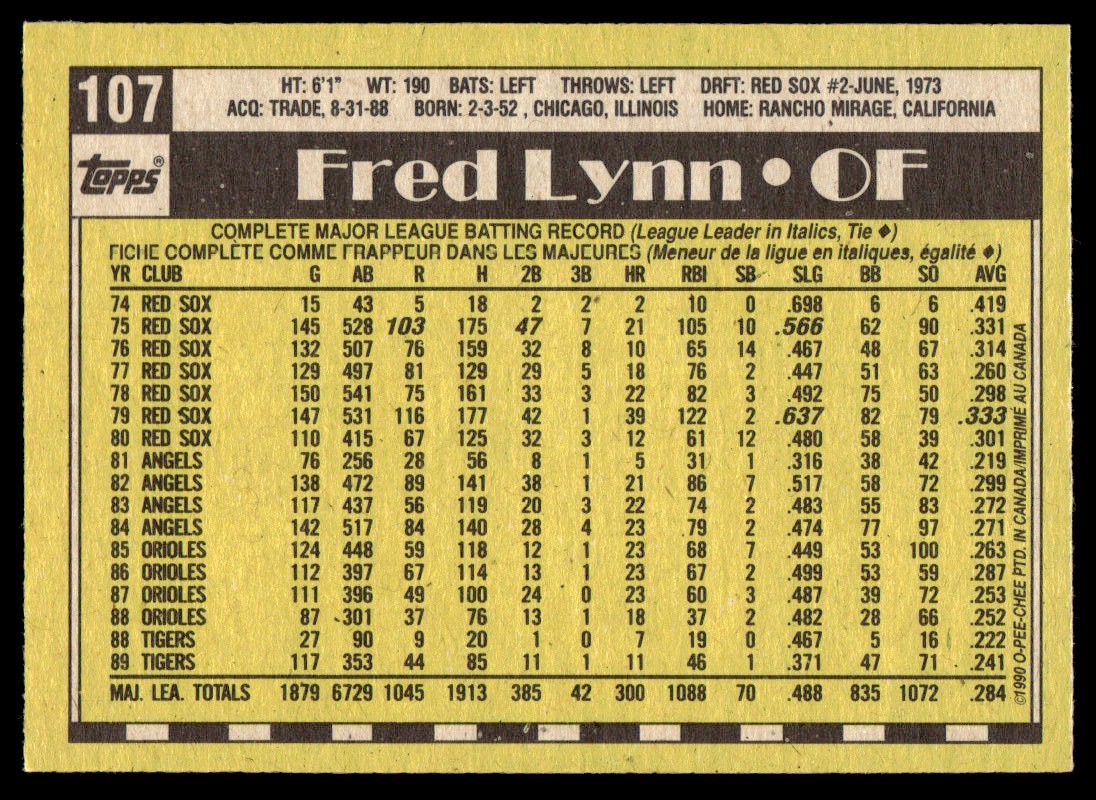 107
HT: 6'1" WT: 190 BATS: LEFT THROWS: LEFT DRFT: RED SOX #2-JUNE, 1973
ACQ: TRADE, 8-31-88 BORN: 2-3-52 , CHICAGO, ILLINOIS HOME: RANCHO MIRAGE, CALIFORNIA
TOPPS®
Fred Lynn • OF
COMPLETE MAJOR LEAGUE BATTING RECORD (League Leader in Italics, Tie ◆)
FICHE COMPLÈTE COMME FRAPPEUR DANS LES MAJEURES (Meneur de la ligue en italiques, égalité ◆)
YR CLUB G AB R H 2B 3B HR RBI SB SLG BB SO AVG
74 RED SOX 15 43 5 18 2 2 2 10 0 .698 6 6 .419
75 RED SOX 145 528 103 175 47 7 21 105 10 .566 62 90 .331
76 RED SOX 132 507 76 159 32 8 10 65 14 .467 48 67 .314
77 RED SOX 129 497 81 129 29 5 18 76 2 .447 51 63 .260
78 RED SOX 150 541 75 161 33 3 22 82 3 .492 75 50 .298
79 RED SOX 147 531 116 177 42 1 39 122 2 .637 82 79 .333
80 RED SOX 110 415 67 125 32 3 12 61 12 .480 58 39 .301
81 ANGELS 76 256 28 56 8 1 5 31 1 .316 38 42 .219
82 ANGELS 138 472 89 141 38 1 21 86 7 .517 58 72 .299
83 ANGELS 117 437 56 119 20 3 22 74 2 .483 55 83 .272
84 ANGELS 142 517 84 140 28 4 23 79 2 .474 77 97 .271
85 ORIOLES 124 448 59 118 12 1 23 68 7 .449 53 100 .263
86 ORIOLES 112 397 67 114 13 1 23 67 2 .499 53 59 .287
87 ORIOLES 111 396 49 100 24 0 23 60 3 .487 39 72 .253
88 ORIOLES 87 301 37 76 13 1 18 37 2 .482 28 66 .252
88 TIGERS 27 90 9 20 1 0 7 19 0 .467 5 16 .222
89 TIGERS 117 353 44 85 11 1 11 46 1 .371 47 71 .241
MAJ. LEA. TOTALS 1879 6729 1045 1913 385 42 300 1088 70 .488 835 1072 .284
©1990 O-PEE-CHEE PTD. IN CANADA/IMPRIMÉ AU CANADA